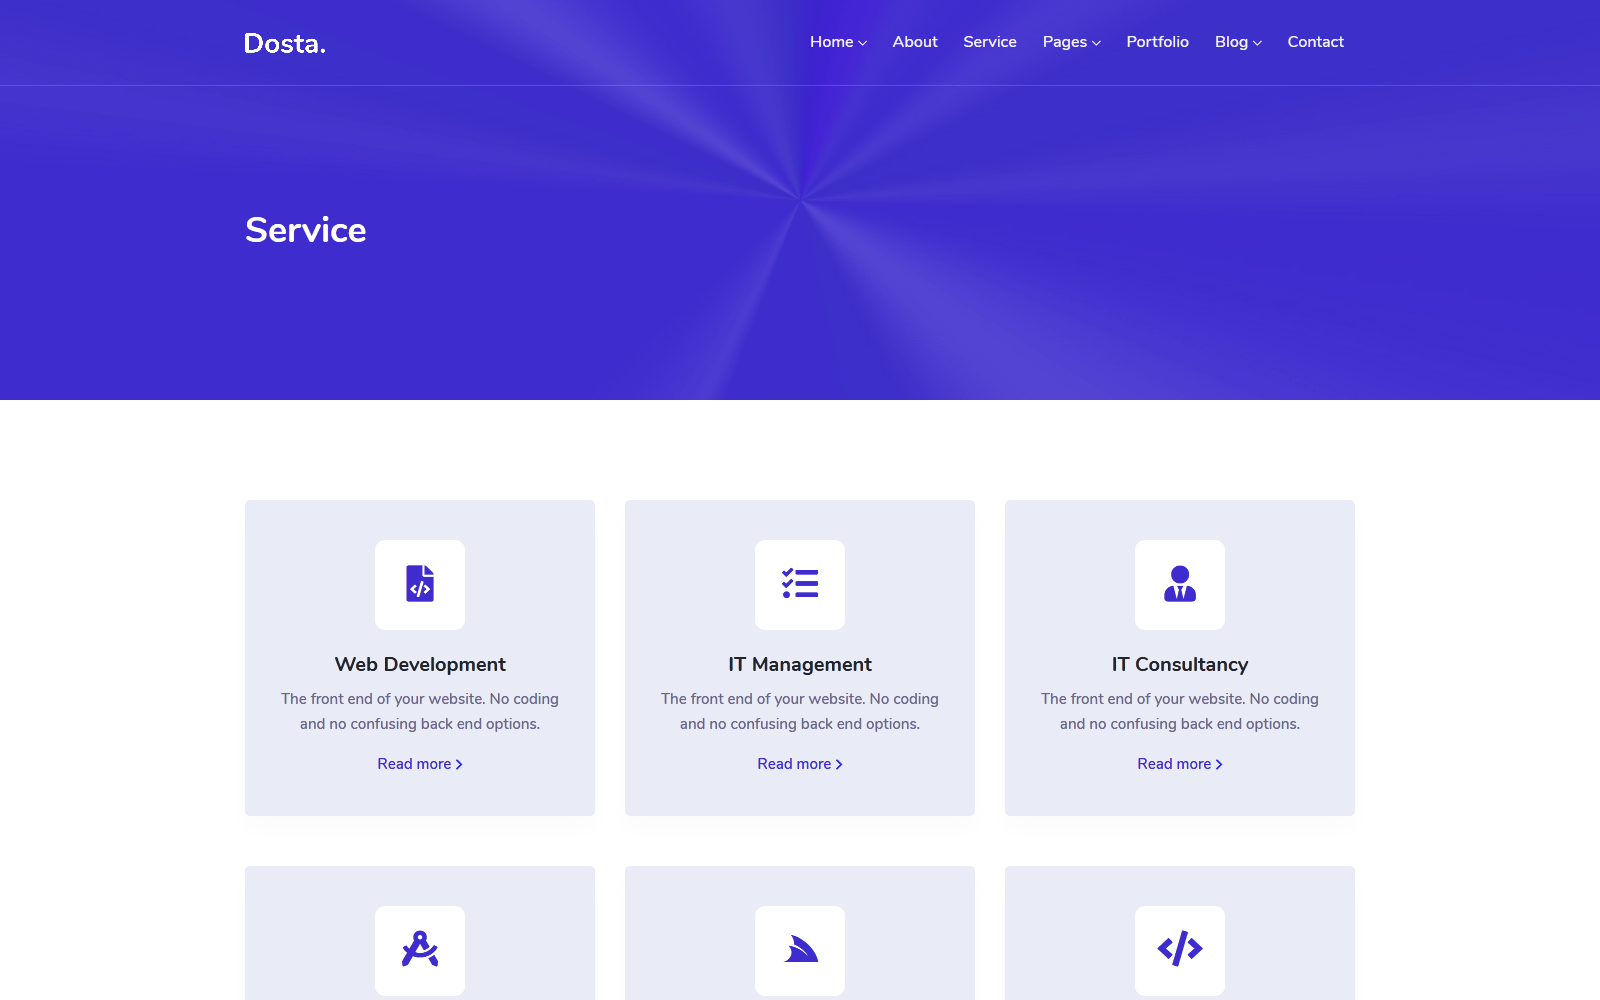 Dosta.
Home About Service Pages Portfolio Blog Contact
Service
Web Development
The front end of your website. No coding
and no confusing back end options.
Read more
IT Management
The front end of your website. No coding
and no confusing back end options.
Read more
IT Consultancy
The front end of your website. No coding
and no confusing back end options.
Read more